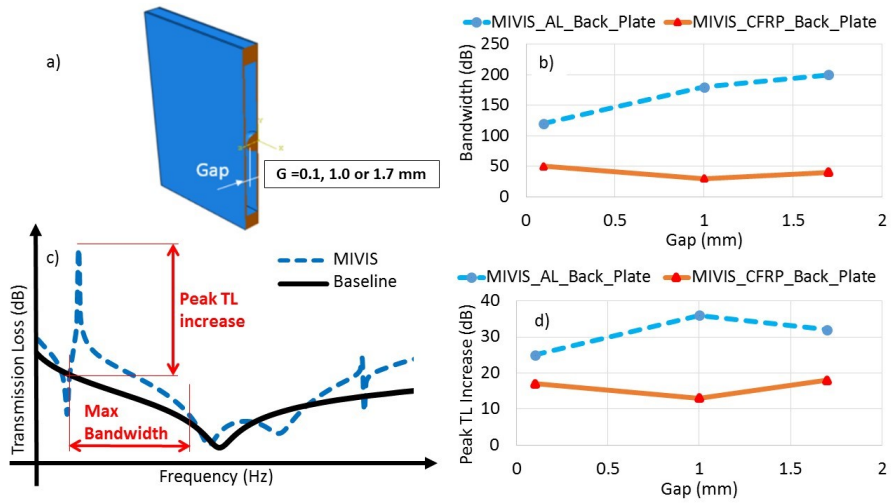 a)
Gap
G =0.1, 1.0 or 1.7 mm
MIVIS_AL_Back_Plate
MIVIS_CFRP_Back_Plate
b)
Bandwidth (dB)
250
200
150
100
50
0
0
0.5
1
1.5
2
Gap (mm)
c)
MIVIS
Baseline
Peak TL
increase
Max
Bandwidth
Transmission Loss (dB)
Frequency (Hz)
MIVIS_AL_Back_Plate
MIVIS_CFRP_Back_Plate
d)
Peak TL Increase (dB)
40
30
20
10
0
0
0.5
1
1.5
2
Gap (mm)